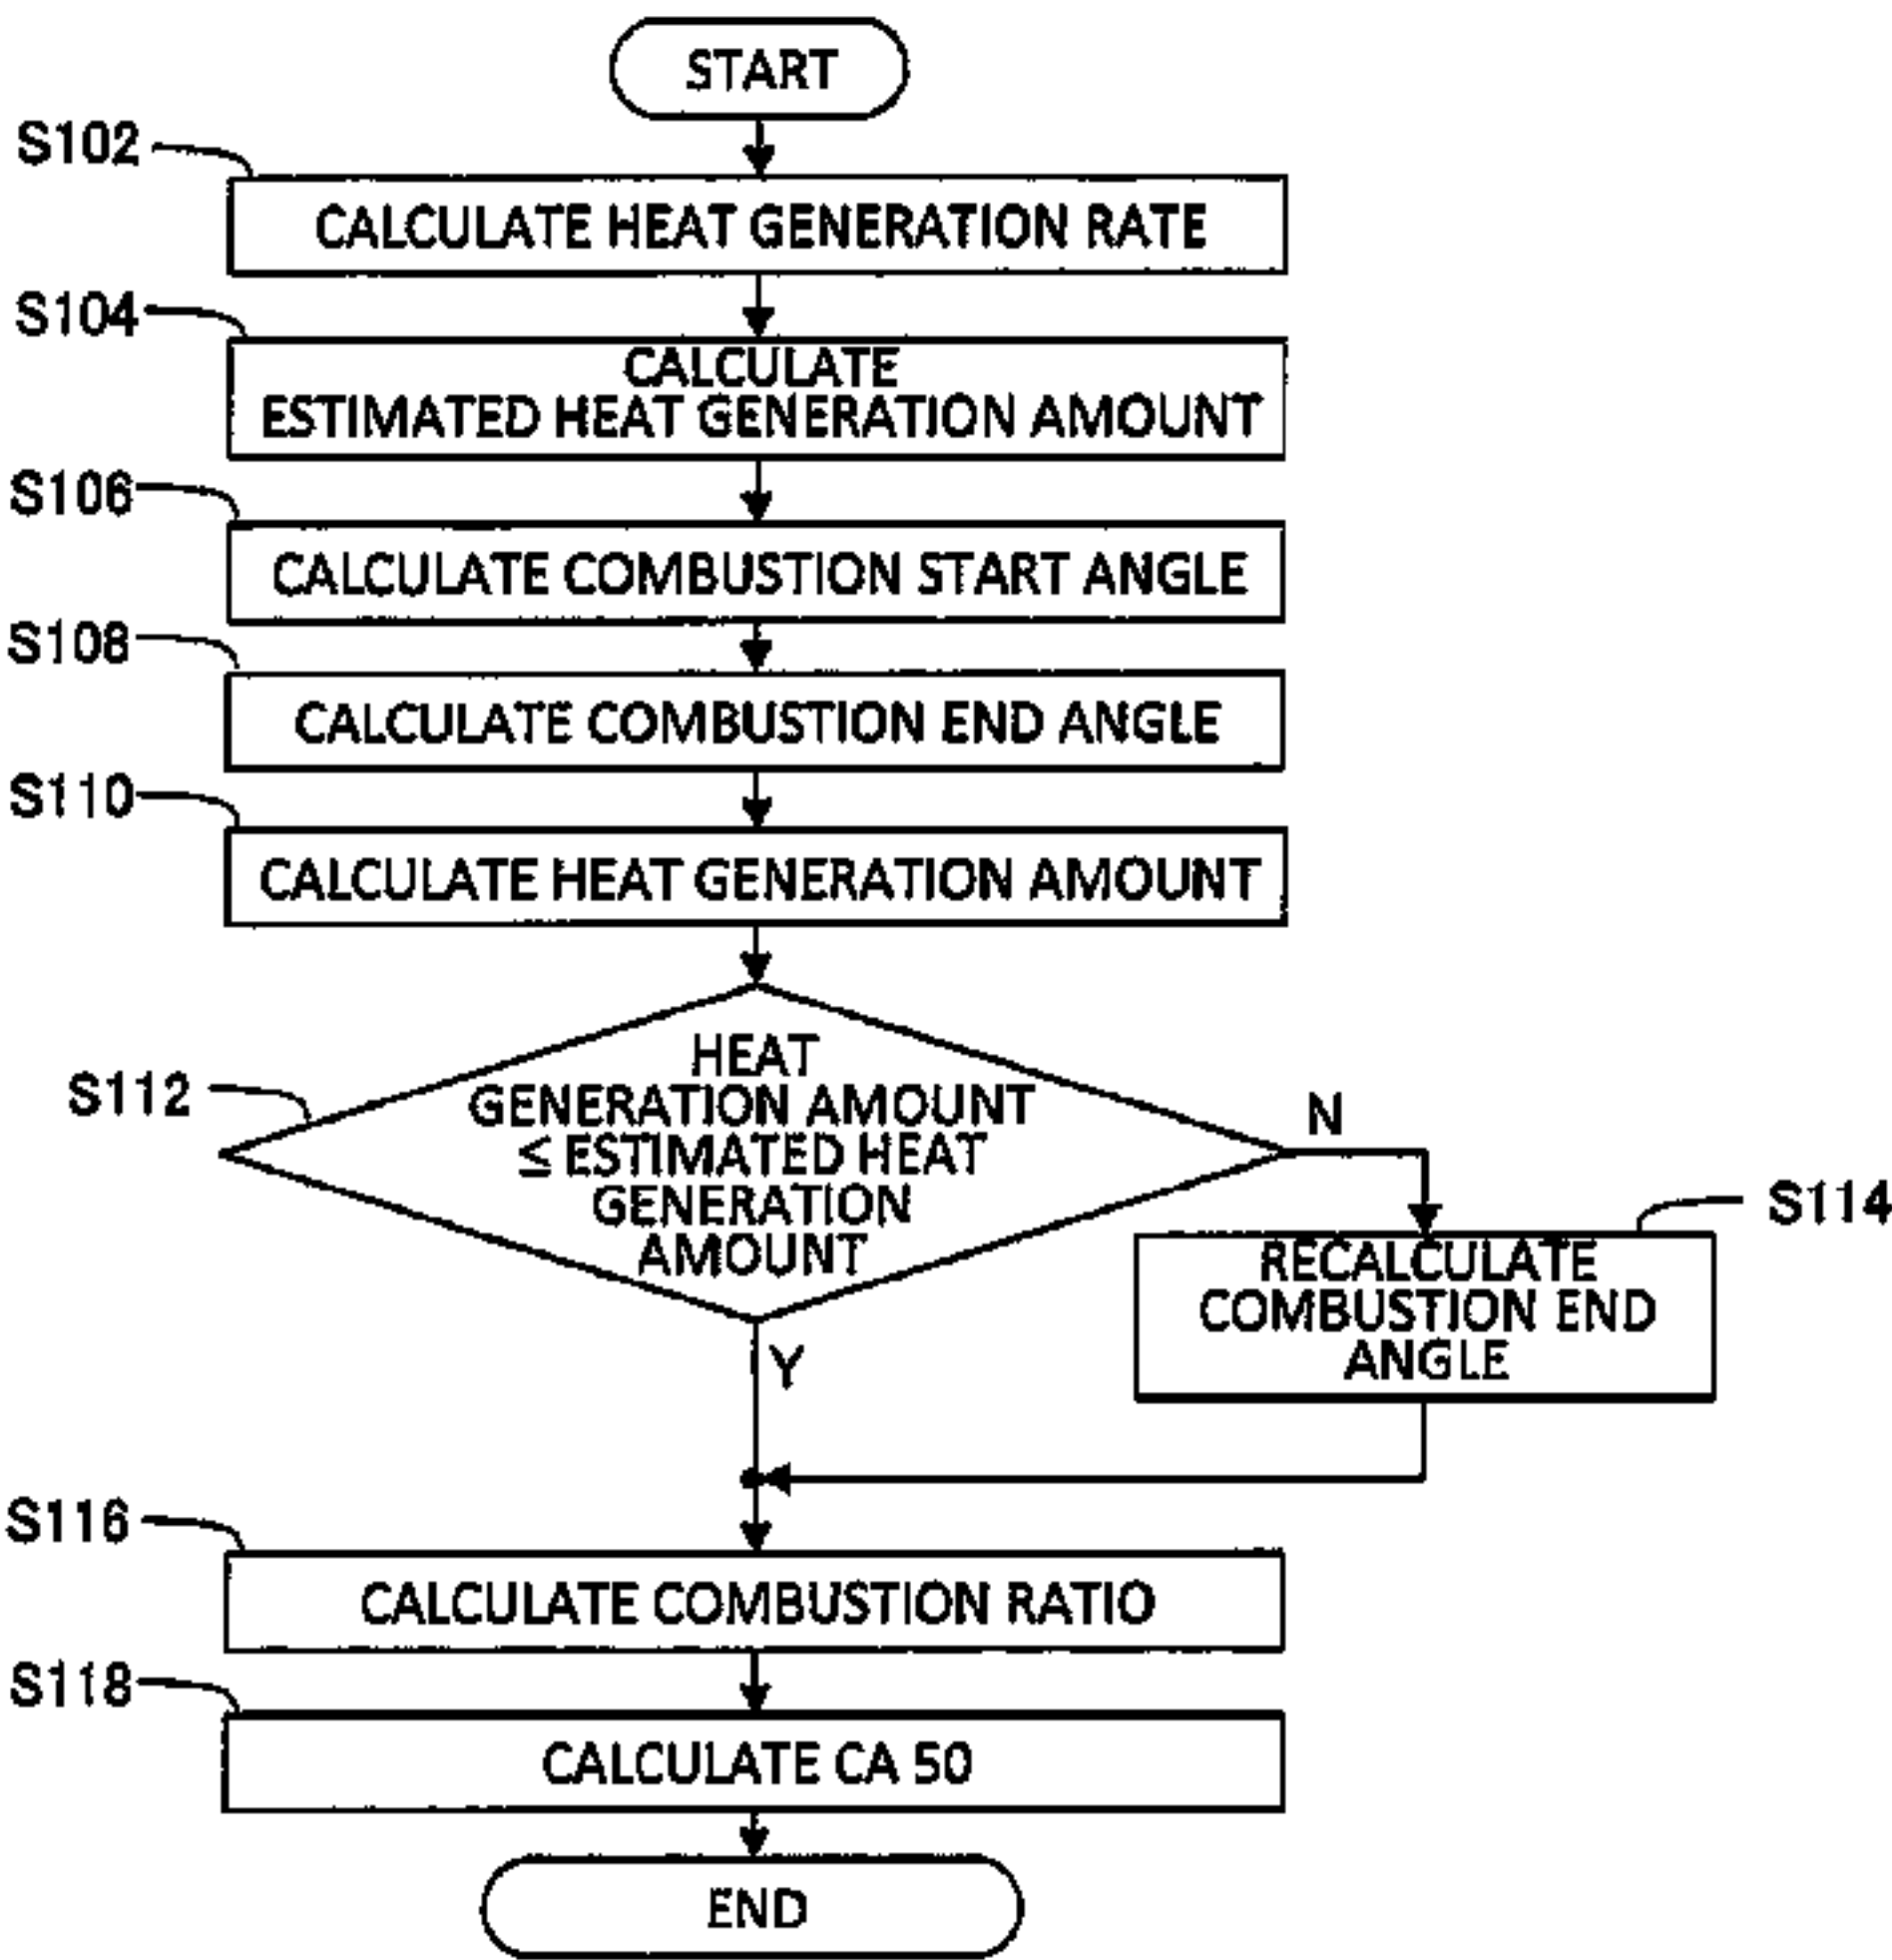 START
S102
CALCULATE HEAT GENERATION RATE
S104
CALCULATE
ESTIMATED HEAT GENERATION AMOUNT
S106
CALCULATE COMBUSTION START ANGLE
S108
CALCULATE COMBUSTION END ANGLE
S110
CALCULATE HEAT GENERATION AMOUNT
S112
HEAT
GENERATION AMOUNT
≤ ESTIMATED HEAT
GENERATION
AMOUNT
N
S114
RECALCULATE
COMBUSTION END
ANGLE
Y
S116
CALCULATE COMBUSTION RATIO
S118
CALCULATE CA 50
END